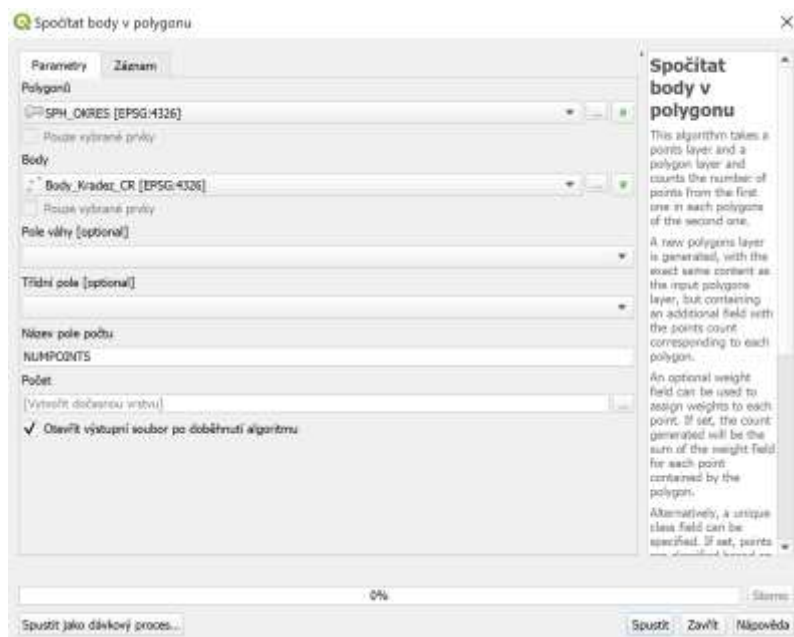 Spočítat body v polygonu
Parametry
Záznam
Polygonů
SPH_OKRES [EPSG:4326]
...
Pouze vybrané prvky
Body
Body_Kradez_CR [EPSG:4326]
...
Pouze vybrané prvky
Pole váhy [optional]
Třídní pole [optional]
Název pole počtu
NUMPOINTS
Počet
[Vytvořit dočasnou vrstvu]
...
✓ Otevřít výstupní soubor po doběhnutí algoritmu
Spočítat
body v
polygonu
This algorithm takes a
points layer and a
polygon layer and
counts the number of
points from the first
one in each polygons
of the second one.
A new polygons layer
is generated, with the
exact same content as
the input polygons
layer, but containing
an additional field with
the points count
corresponding to each
polygon.
An optional weight
field can be used to
assign weights to each
point. If set, the count
generated will be the
sum of the weight field
for each point
contained by the
polygon.
Alternatively, a unique
class field can be
specified. If set, points
0%
Storno
Spustit jako dávkový proces...
Spustit
Zavřít
Nápověda